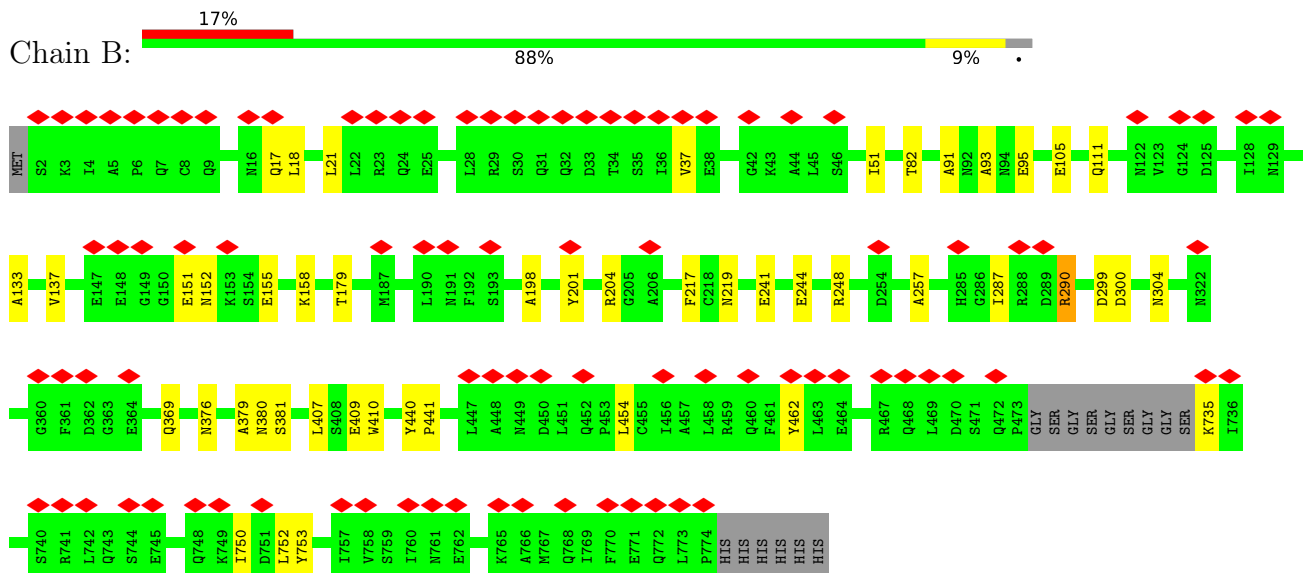 17%
Chain B:
88% 9% •
MET S2 K3 I4 A5 P6 Q7 C8 Q9 N16 Q17 L18 L21 L22 R23 Q24 E25 L28 R29 S30 Q31 Q32 D33 T34 S35 I36 V37 E38 G42 K43 A44 L45 S46 I51 T82 A91 N92 A93 N94 E95 E105 Q111 N122 V123 G124 D125 I128 N129
A133 V137 E147 E148 G149 G150 E151 N152 K153 S154 E155 K158 T179 M187 L190 N191 F192 S193 A198 Y201 R204 G205 A206 F217 C218 N219 E241 E244 R248 D254 A257 H285 G286 I287 R288 D289 R290 D299 D300 N304 N322
G360 F361 D362 G363 E364 Q369 N376 A379 N380 S381 L407 S408 E409 W410 Y440 P441 L447 A448 N449 D450 L451 Q452 P453 L454 C455 I456 A457 L458 R459 Q460 F461 Y462 L463 E464 R467 Q468 L469 D470 S471 Q472 P473 GLY SER GLY SER GLY SER GLY GLY SER K735 I736
S740 R741 L742 Q743 S744 E745 Q748 K749 I750 D751 L752 Y753 I757 V758 S759 I760 N761 E762 K765 A766 M767 Q768 I769 F770 E771 Q772 L773 P774 HIS HIS HIS HIS HIS HIS